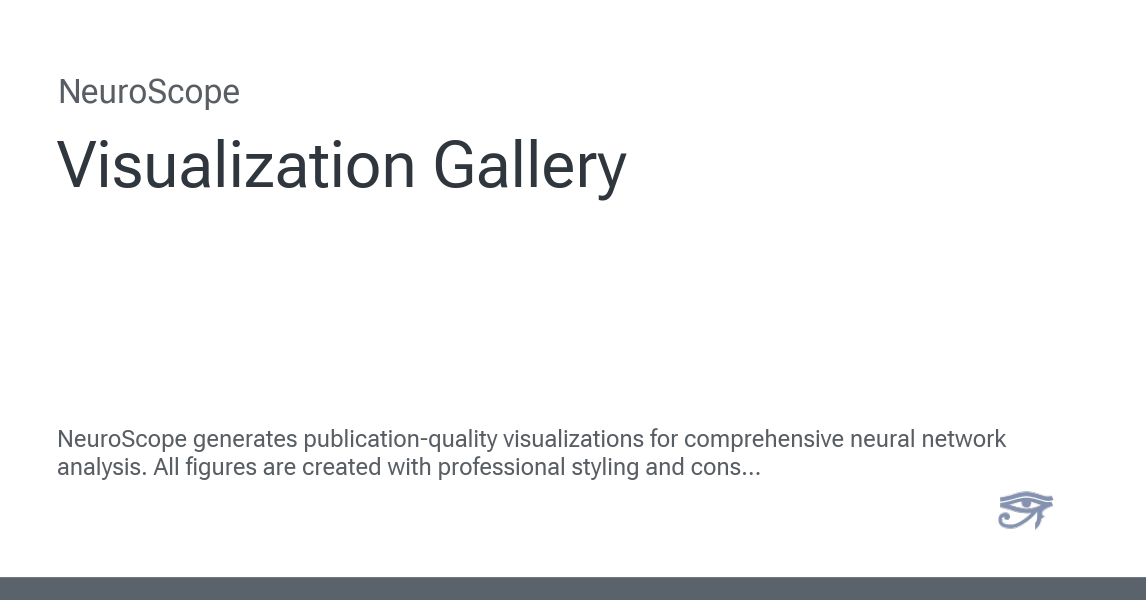 NeuroScope
Visualization Gallery
NeuroScope generates publication-quality visualizations for comprehensive neural network
analysis. All figures are created with professional styling and cons...